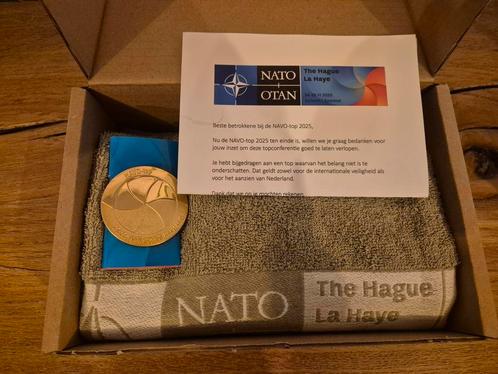 NATO
OTAN
The Hague
La Haye
Beste betrokkene bij de NAVO-top 2025,
Nu de NAVO-top 2025 ten einde is, willen we je graag bedanken voor
jouw inzet om deze topconferentie goed te laten verlopen.
Je hebt bijgedragen aan een top waarvan het belang niet is te
onderschatten. Dat geldt zowel voor de internationale veiligheid als
voor het aanzien van Nederland.
Dank dat we op je mochten rekenen.
NATO
The Hague
La Haye